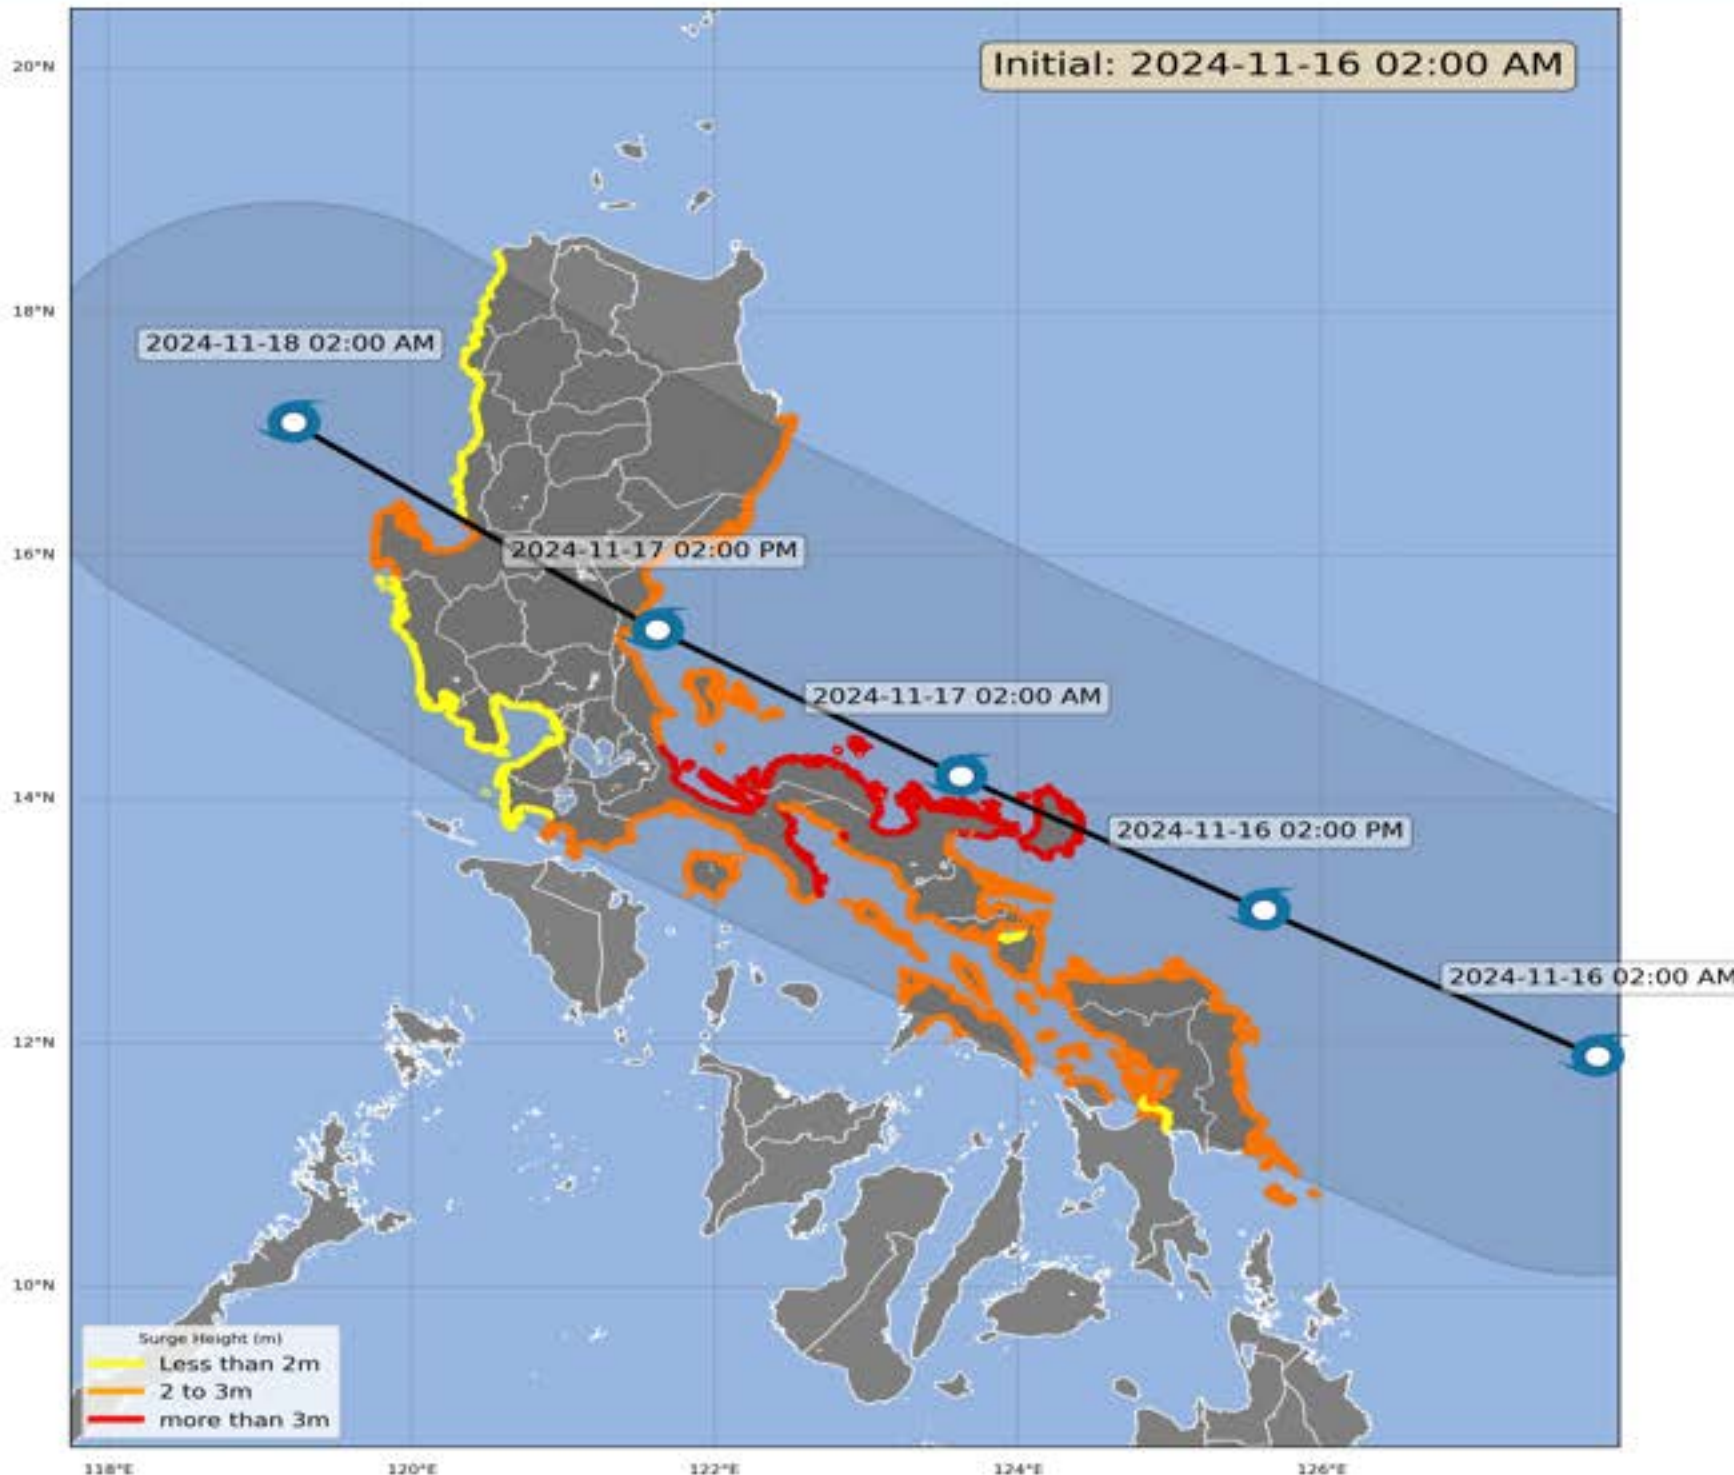 Initial: 2024-11-16 02:00 AM
20°N
18°N
2024-11-18 02:00 AM
16°N
2024-11-17 02:00 PM
2024-11-17 02:00 AM
14°N
2024-11-16 02:00 PM
2024-11-16 02:00 AM
12°N
10°N
Surge Height (m)
Less than 2m
2 to 3m
more than 3m
118°E 120°E 122°E 124°E 126°E